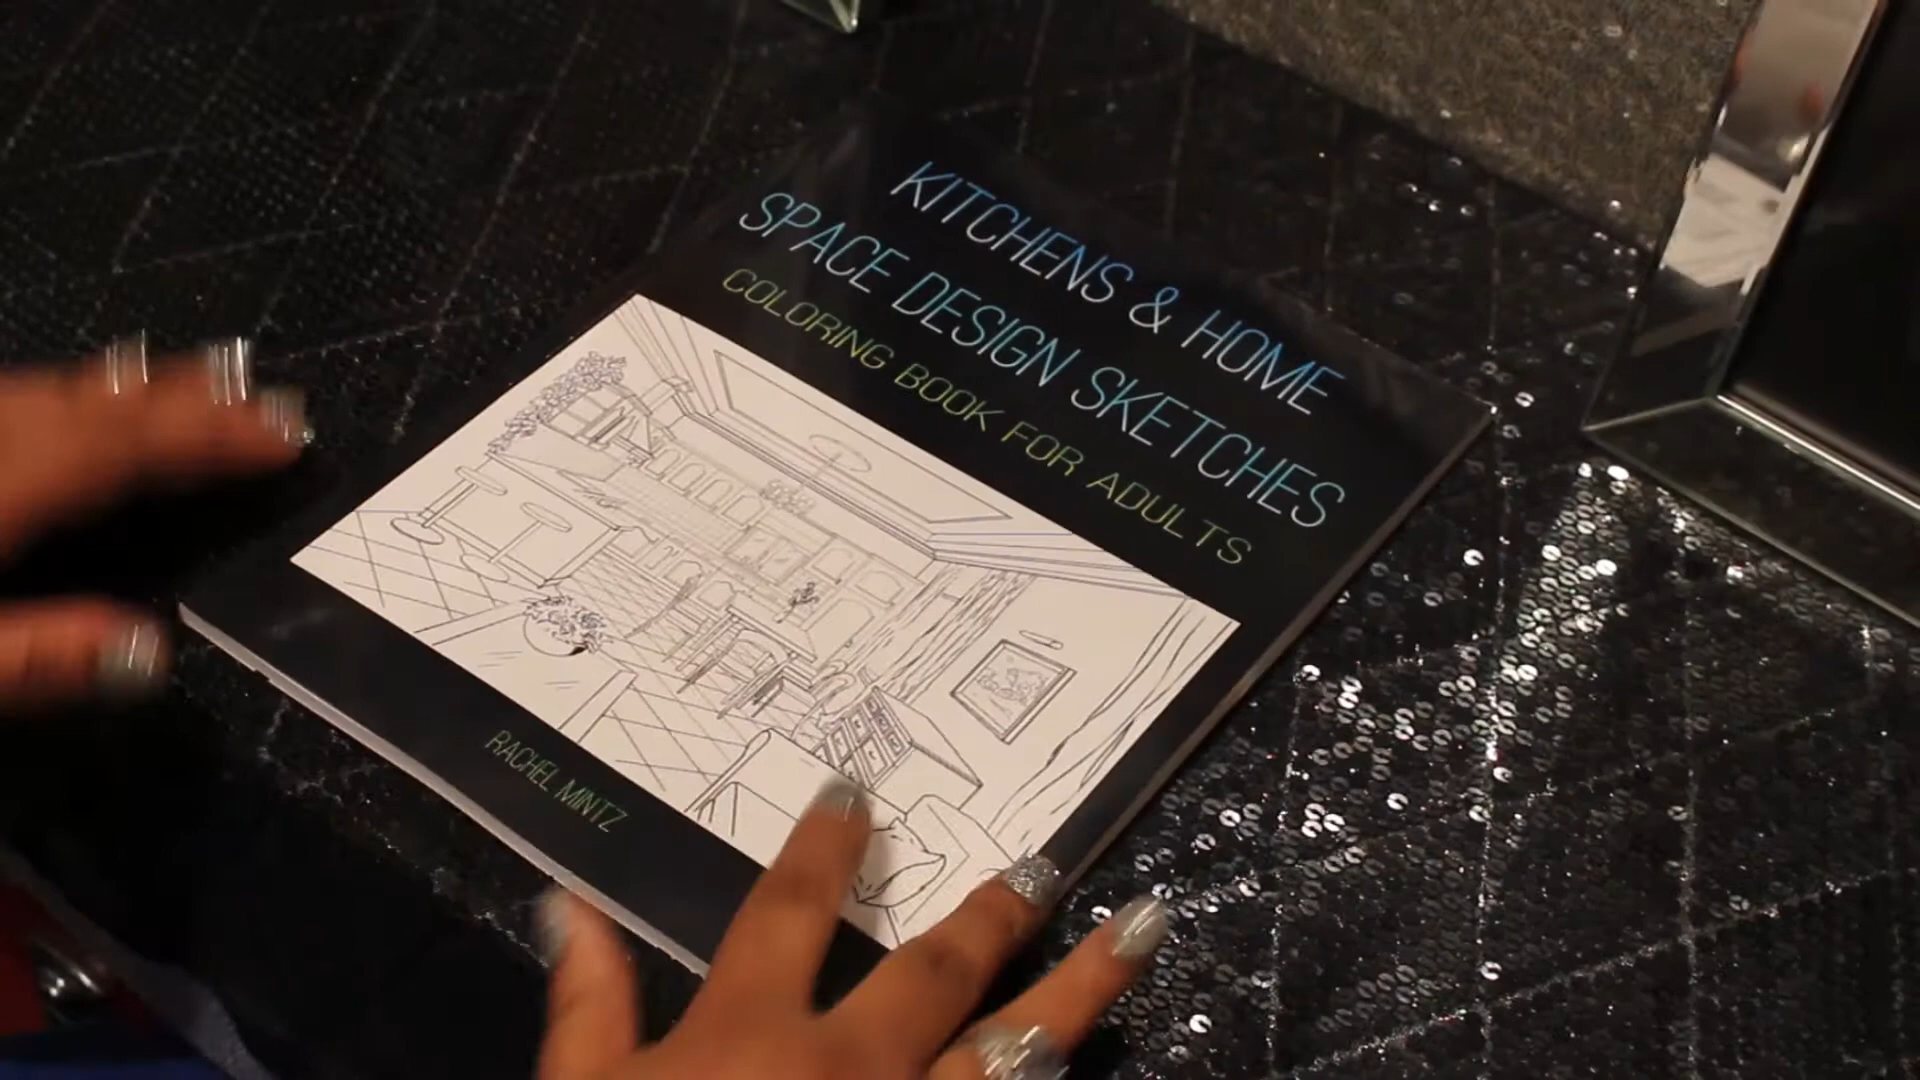 KITCHENS & HOME
SPACE DESIGN SKETCHES
COLORING BOOK FOR ADULTS
RACHEL MINTZ